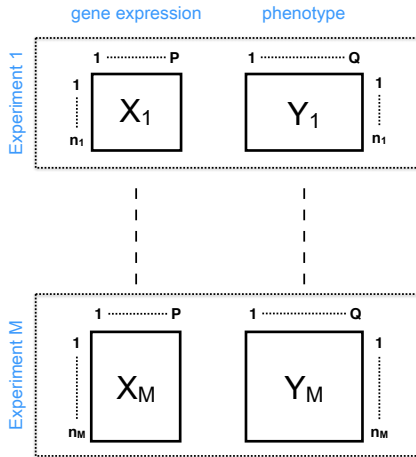 gene expression phenotype
Experiment 1
1 P 1 Q
1 X1 Y1 1
n1 n1
Experiment M
1 P 1 Q
1 XM YM 1
nM nM